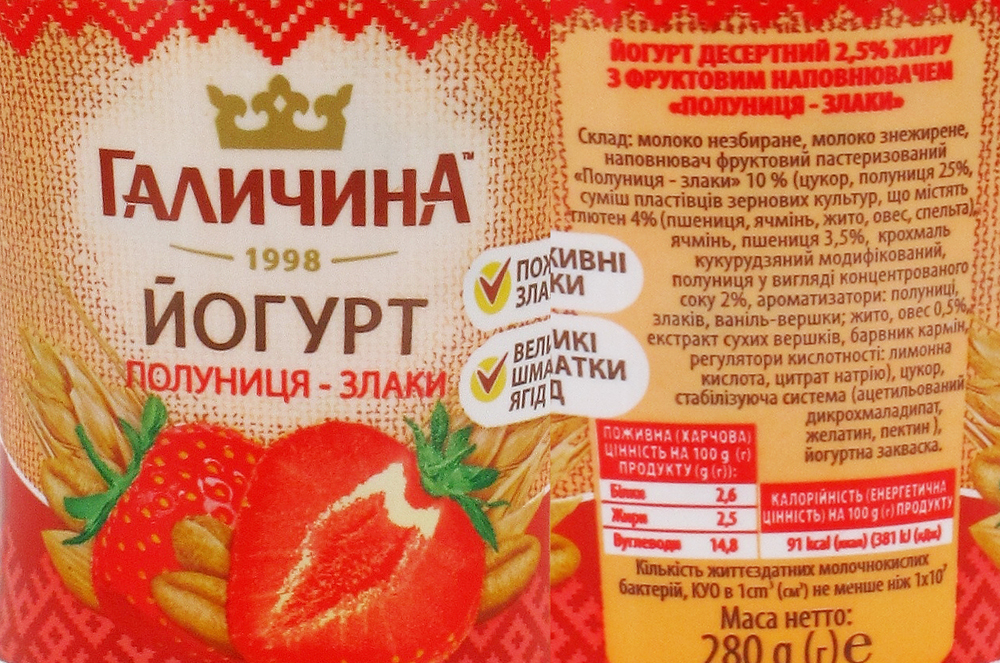 ГАЛИЧИНА™
1998
ЙОГУРТ
ПОЛУНИЦЯ - ЗЛАКИ
ПОЖИВНІ
ЗЛАКИ
ВЕЛИКІ
ШМАТКИ
ЯГІД
ЙОГУРТ ДЕСЕРТНИЙ 2,5% ЖИРУ
З ФРУКТОВИМ НАПОВНЮВАЧЕМ
«ПОЛУНИЦЯ - ЗЛАКИ»
Склад: молоко незбиране, молоко знежирене,
наповнювач фруктовий пастеризований
«Полуниця - злаки» 10 % (цукор, полуниця 25%,
суміш пластівців зернових культур, що містять
глютен 4% (пшениця, ячмінь, жито, овес, спельта),
ячмінь, пшениця 3,5%, крохмаль
кукурудзяний модифікований,
полуниця у вигляді концентрованого
соку 2%, ароматизатори: полуниці,
злаків, ваніль-вершки; жито, овес 0,5%,
екстракт сухих вершків, барвник кармін,
регулятори кислотності: лимонна
кислота, цитрат натрію), цукор,
стабілізуюча система (ацетильований
дикрохмаладипат,
желатин, пектин ),
йогуртна закваска.
ПОЖИВНА (ХАРЧОВА)
ЦІННІСТЬ НА 100 g (г)
ПРОДУКТУ (g (г)):
Білки 2,6
Жири 2,5
Вуглеводи 14,8
КАЛОРІЙНІСТЬ (ЕНЕРГЕТИЧНА
ЦІННІСТЬ) НА 100 g (г) ПРОДУКТУ
91 kcal (ккал) (381 kJ (кДж)
Кількість життєздатних молочнокислих
бактерій, КУО в 1cm³ (см³) не менше ніж 1x10⁷
Маса нетто:
280 g (г) е